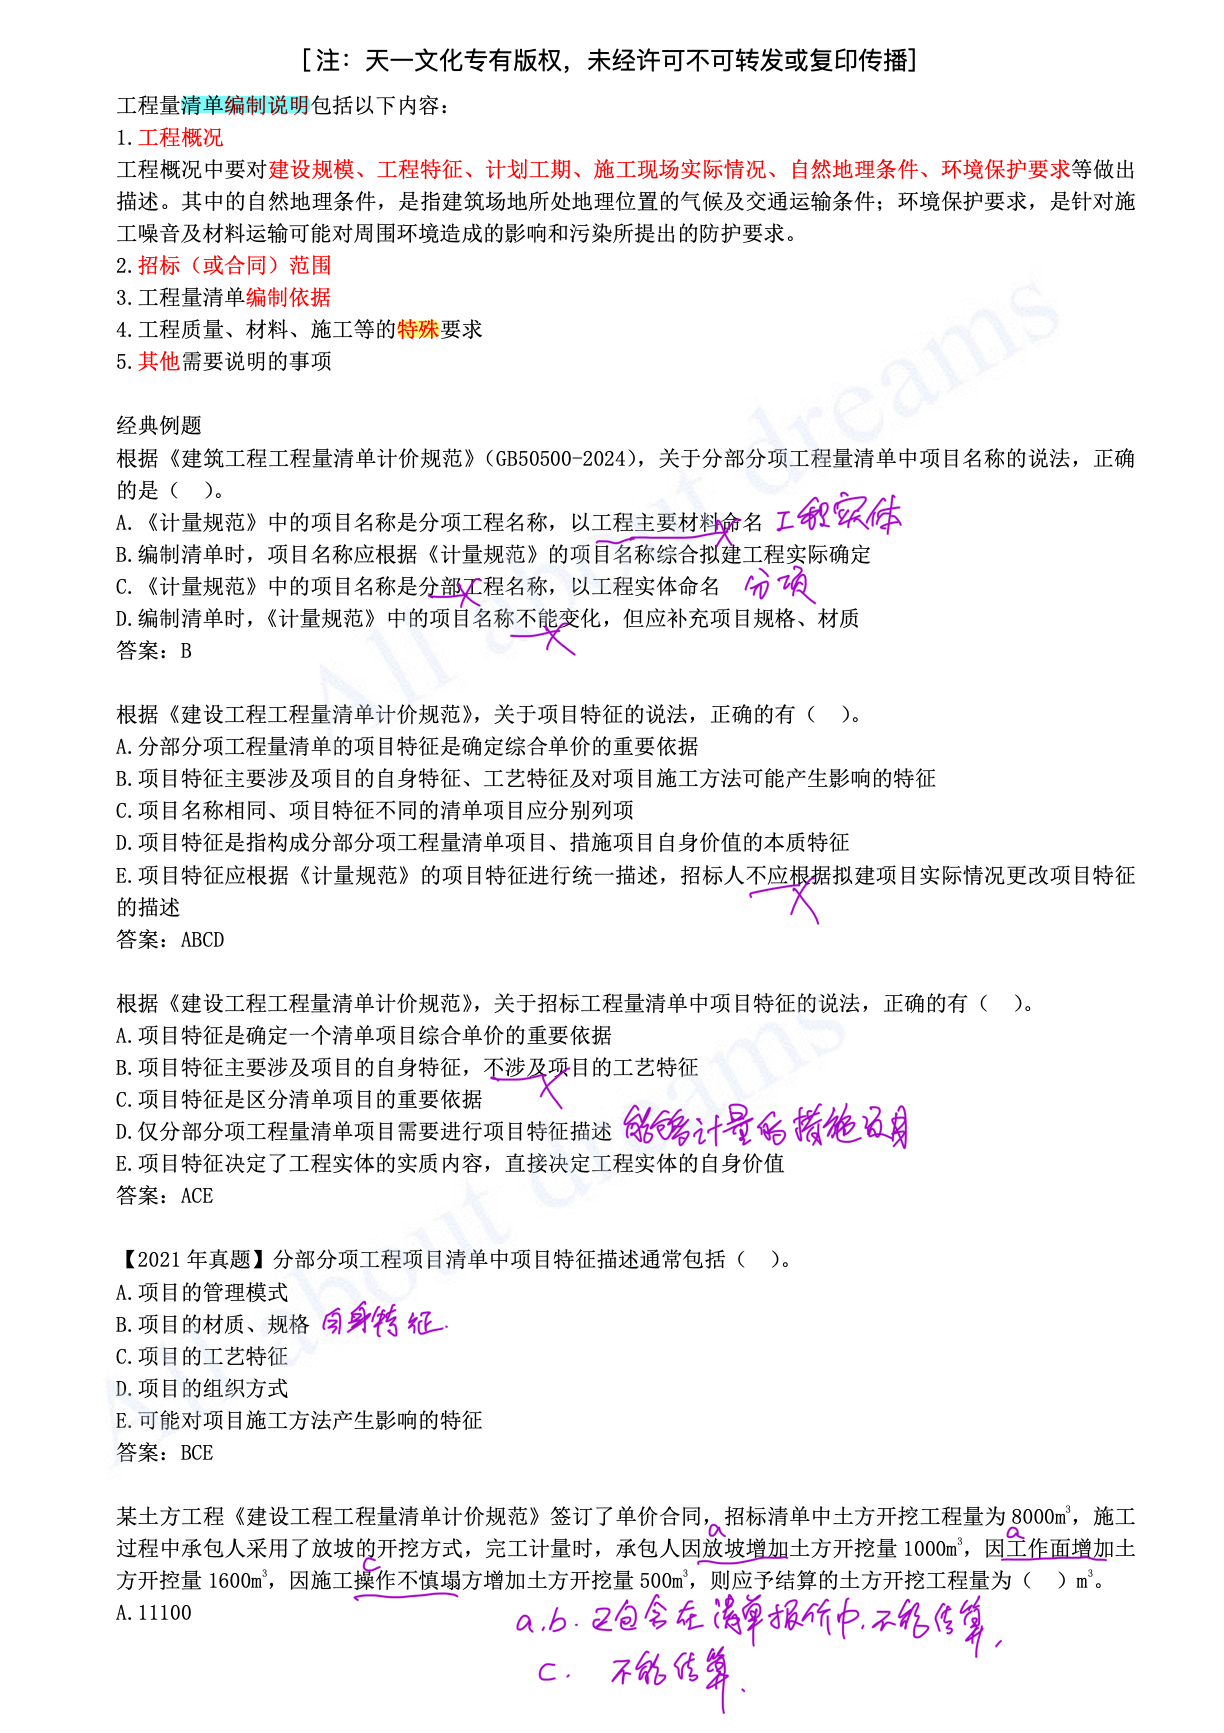 [注：天一文化专有版权，未经许可不可转发或复印传播]
工程量清单编制说明包括以下内容：
1.工程概况
工程概况中要对建设规模、工程特征、计划工期、施工现场实际情况、自然地理条件、环境保护要求等做出
描述。其中的自然地理条件，是指建筑场地所处地理位置的气候及交通运输条件；环境保护要求，是针对施
工噪音及材料运输可能对周围环境造成的影响和污染所提出的防护要求。
2.招标（或合同）范围
3.工程量清单编制依据
4.工程质量、材料、施工等的特殊要求
5.其他需要说明的事项
经典例题
根据《建筑工程工程量清单计价规范》（GB50500-2024），关于分部分项工程量清单中项目名称的说法，正确
的是（ ）。
A.《计量规范》中的项目名称是分项工程名称，以工程主要材料命名 工程实体
B.编制清单时，项目名称应根据《计量规范》的项目名称综合拟建工程实际确定
C.《计量规范》中的项目名称是分部工程名称，以工程实体命名 分项
D.编制清单时，《计量规范》中的项目名称不能变化，但应补充项目规格、材质
答案：B
根据《建设工程工程量清单计价规范》，关于项目特征的说法，正确的有（ ）。
A.分部分项工程量清单的项目特征是确定综合单价的重要依据
B.项目特征主要涉及项目的自身特征、工艺特征及对项目施工方法可能产生影响的特征
C.项目名称相同、项目特征不同的清单项目应分别列项
D.项目特征是指构成分部分项工程量清单项目、措施项目自身价值的本质特征
E.项目特征应根据《计量规范》的项目特征进行统一描述，招标人不应根据拟建项目实际情况更改项目特征
的描述
答案：ABCD
根据《建设工程工程量清单计价规范》，关于招标工程量清单中项目特征的说法，正确的有（ ）。
A.项目特征是确定一个清单项目综合单价的重要依据
B.项目特征主要涉及项目的自身特征，不涉及项目的工艺特征
C.项目特征是区分清单项目的重要依据
D.仅分部分项工程量清单项目需要进行项目特征描述 能够计量的措施项目
E.项目特征决定了工程实体的实质内容，直接决定工程实体的自身价值
答案：ACE
【2021年真题】分部分项工程项目清单中项目特征描述通常包括（ ）。
A.项目的管理模式
B.项目的材质、规格 自身特征.
C.项目的工艺特征
D.项目的组织方式
E.可能对项目施工方法产生影响的特征
答案：BCE
某土方工程《建设工程工程量清单计价规范》签订了单价合同，招标清单中土方开挖工程量为8000m³，施工
a a
过程中承包人采用了放坡的开挖方式，完工计量时，承包人因放坡增加土方开挖量1000m³，因工作面增加土
c
方开控量1600m³，因施工操作不慎塌方增加土方开挖量500m³，则应予结算的土方开挖工程量为（ ）m³。
A.11100
a.b.已包含在清单报价中.不能结算.
c. 不能结算.
All about dreams
All about dreams